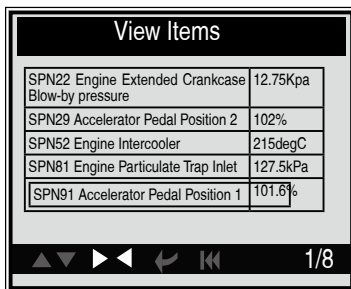 View Items
SPN22 Engine Extended Crankcase 12.75Kpa
Blow-by pressure
SPN29 Accelerator Pedal Position 2 102%
SPN52 Engine Intercooler 215degC
SPN81 Engine Particulate Trap Inlet 127.5kPa
SPN91 Accelerator Pedal Position 1 101.6%
1/8